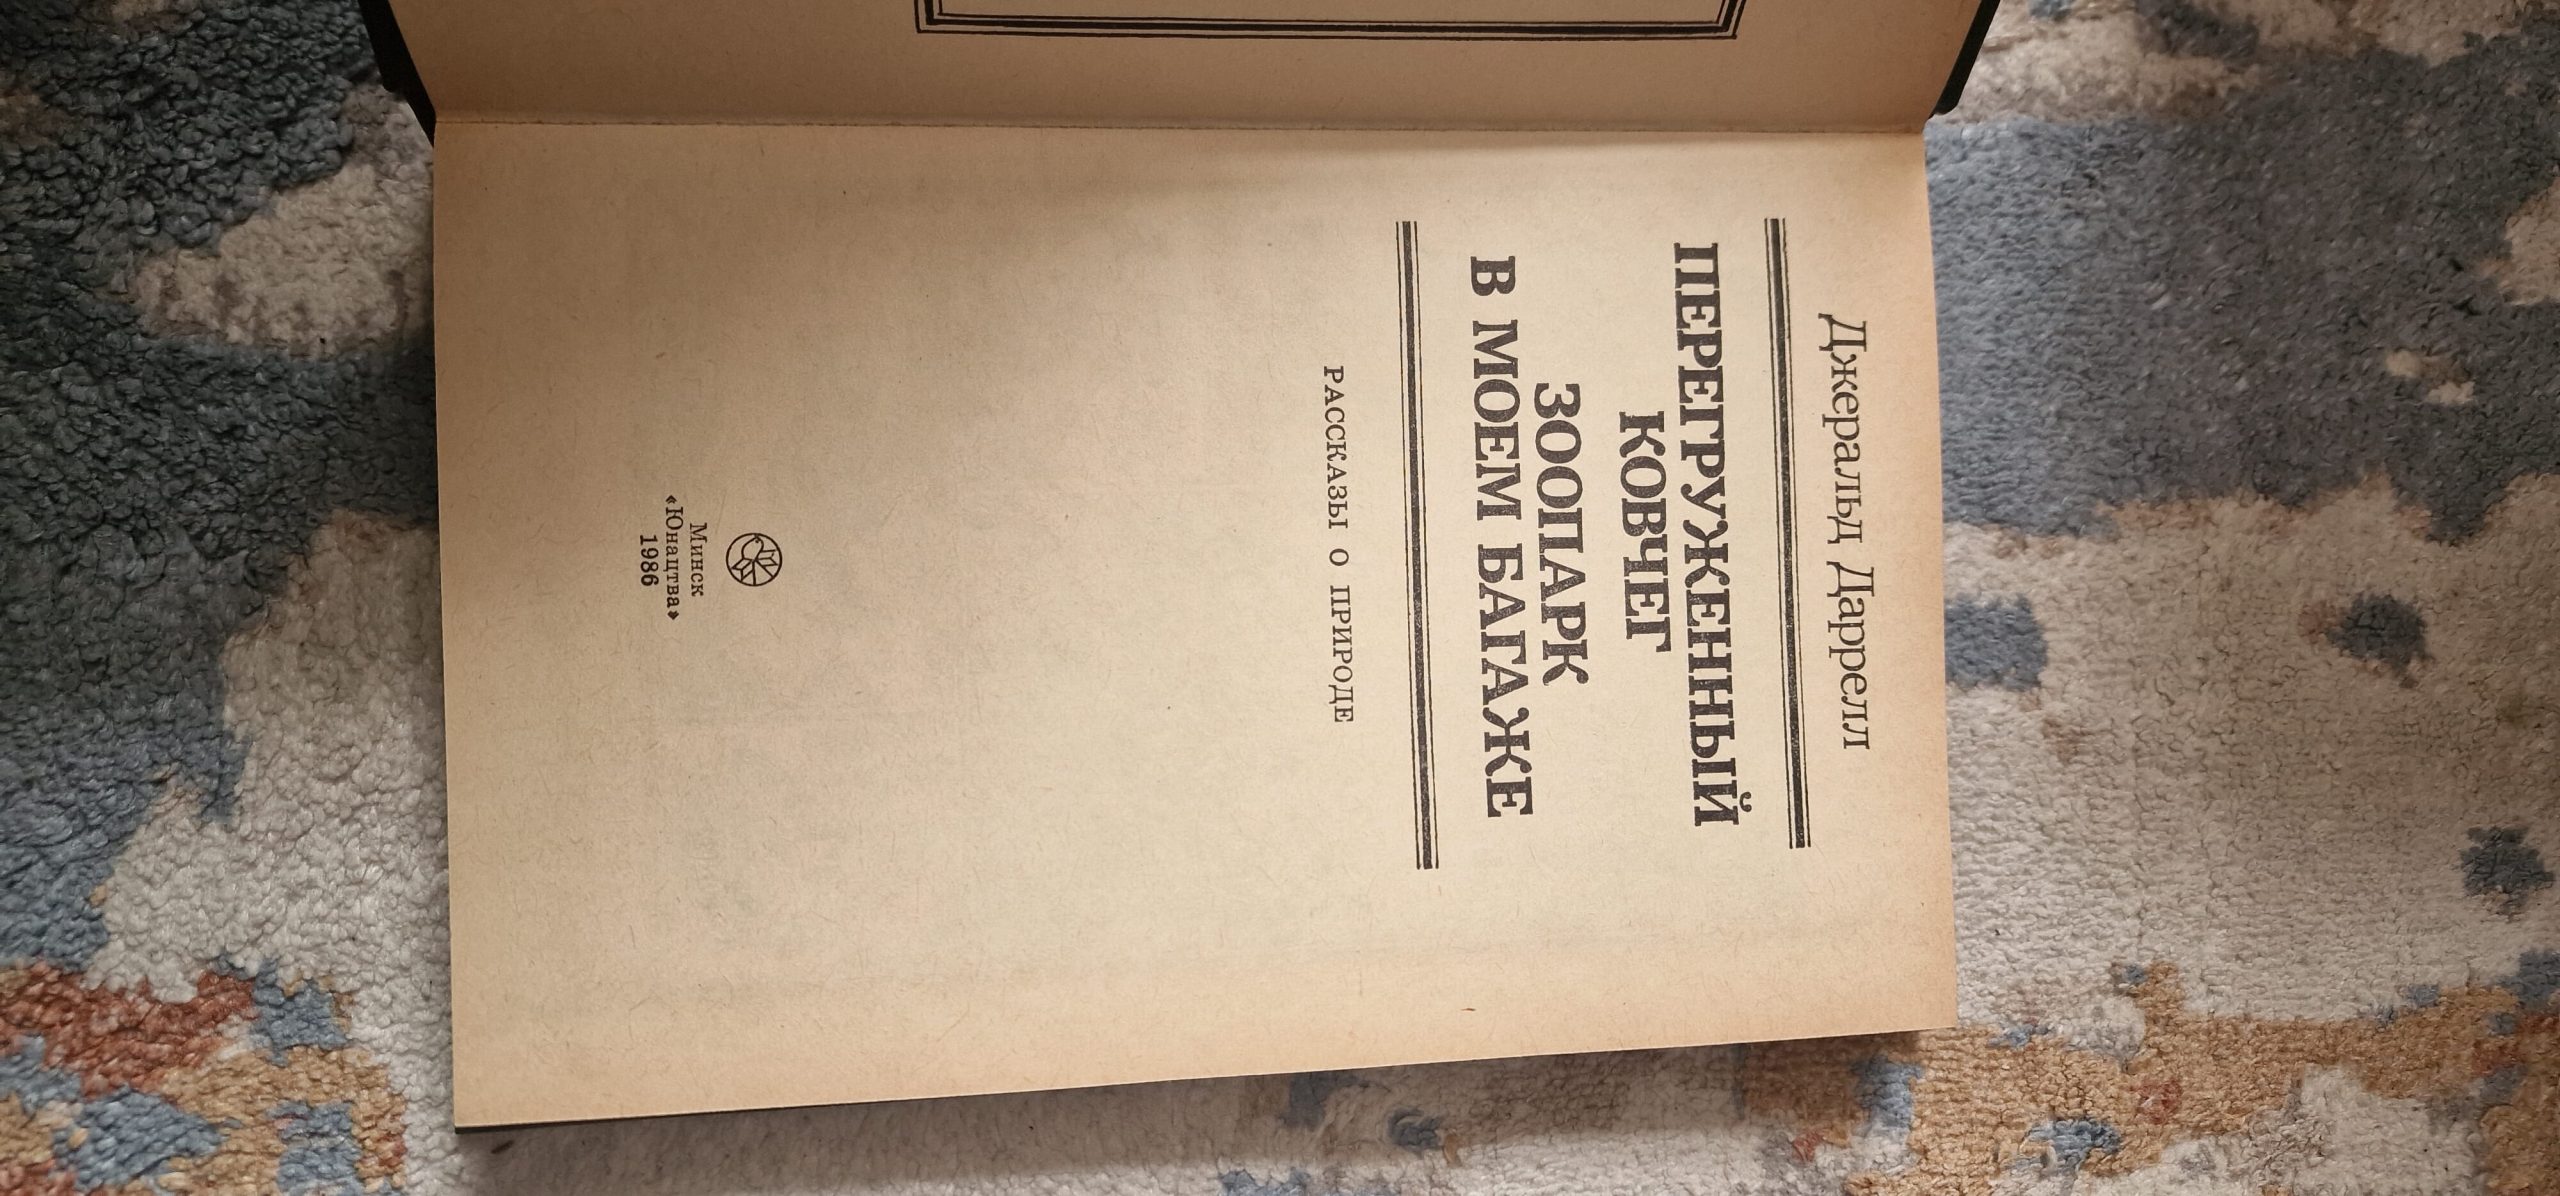 Джеральд Даррелл
ПЕРЕГРУЖЕННЫЙ
КОВЧЕГ
ЗООПАРК
В МОЕМ БАГАЖЕ
РАССКАЗЫ О ПРИРОДЕ
Минск
«Юнацтва»
1986